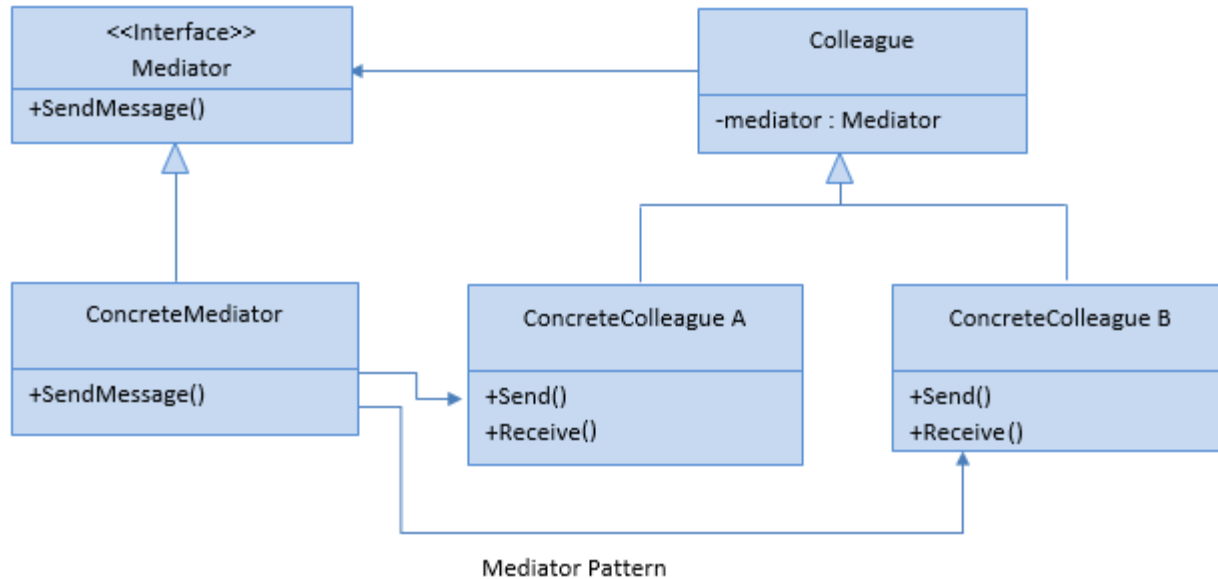 <<Interface>>
Mediator
+SendMessage()
Colleague
-mediator : Mediator
ConcreteMediator
+SendMessage()
ConcreteColleague A
+Send()
+Receive()
ConcreteColleague B
+Send()
+Receive()
Mediator Pattern